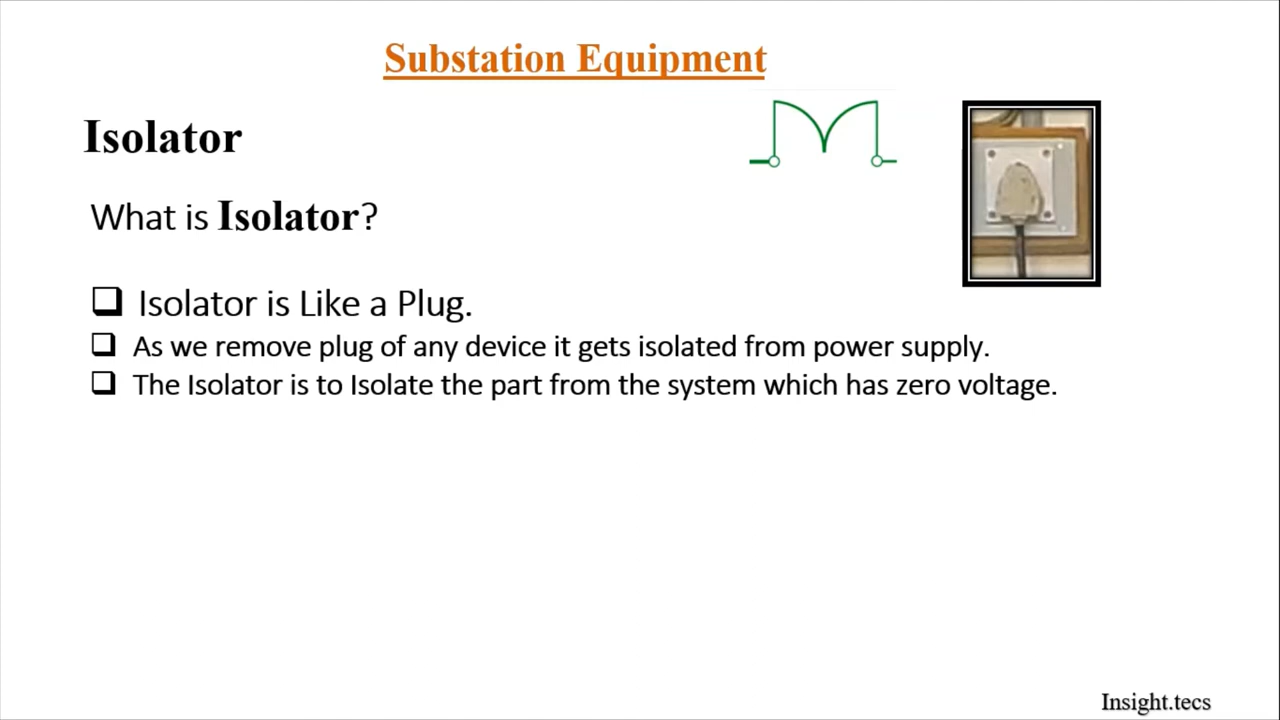 Substation Equipment
Isolator
What is Isolator?
Isolator is Like a Plug.
As we remove plug of any device it gets isolated from power supply.
The Isolator is to Isolate the part from the system which has zero voltage.
Insight.tecs